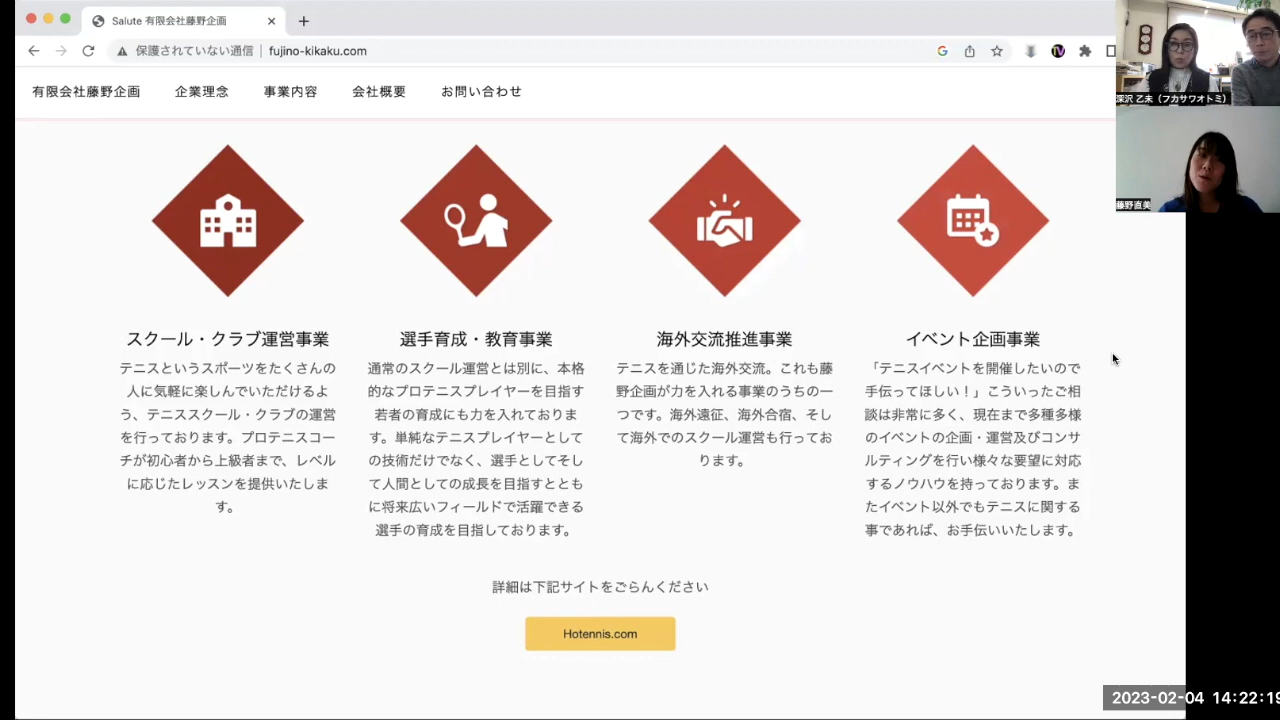 Salute 有限会社藤野企画
保護されていない通信 | fujino-kikaku.com
有限会社藤野企画 企業理念 事業内容 会社概要 お問い合わせ
深沢 乙未（フカサワオトミ）
藤野直美
スクール・クラブ運営事業
テニスというスポーツをたくさんの
人に気軽に楽しんでいただけるよ
う、テニススクール・クラブの運営
を行っております。プロテニスコー
チが初心者から上級者まで、レベル
に応じたレッスンを提供いたしま
す。
選手育成・教育事業
通常のスクール運営とは別に、本格
的なプロテニスプレイヤーを目指す
若者の育成にも力を入れておりま
す。単純なテニスプレイヤーとして
の技術だけでなく、選手としてそし
て人間としての成長を目指すととも
に将来広いフィールドで活躍できる
選手の育成を目指しております。
海外交流推進事業
テニスを通じた海外交流。これも藤
野企画が力を入れる事業のうちの一
つです。海外遠征、海外合宿、そし
て海外でのスクール運営も行ってお
ります。
イベント企画事業
「テニスイベントを開催したいので
手伝ってほしい！」こういったご相
談は非常に多く、現在まで多種多様
のイベントの企画・運営及びコンサ
ルティングを行い様々な要望に対応
するノウハウを持っております。ま
たイベント以外でもテニスに関する
事であれば、お手伝いいたします。
詳細は下記サイトをごらんください
Hotennis.com
2023-02-04 14:22:19